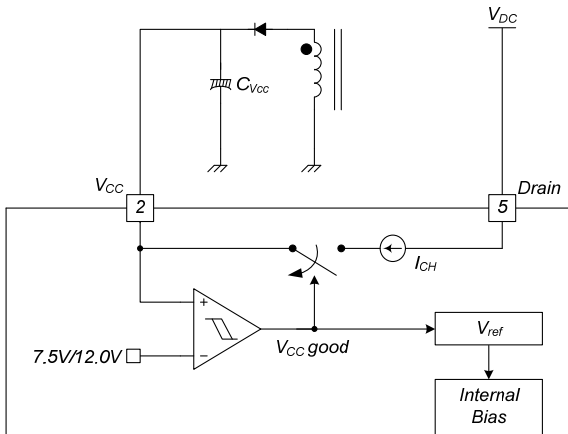 V_DC
C_Vcc
V_CC
2
5
Drain
I_CH
+
7.5V/12.0V
−
V_CC good
V_ref
Internal
Bias